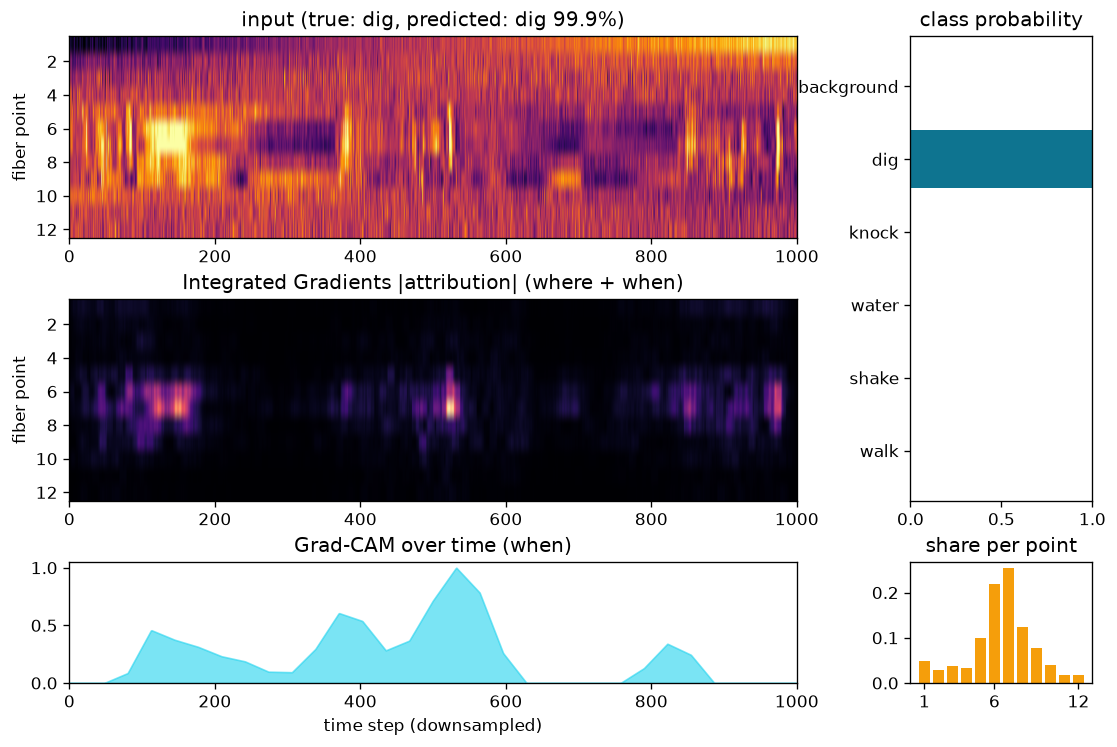 input (true: dig, predicted: dig 99.9%)
fiber point
2
4
6
8
10
12
0 200 400 600 800 1000
class probability
background
dig
knock
water
shake
walk
0.0 0.5 1.0
Integrated Gradients |attribution| (where + when)
fiber point
2
4
6
8
10
12
0 200 400 600 800 1000
Grad-CAM over time (when)
1.0
0.5
0.0
0 200 400 600 800 1000
time step (downsampled)
share per point
0.2
0.1
0.0
1 6 12